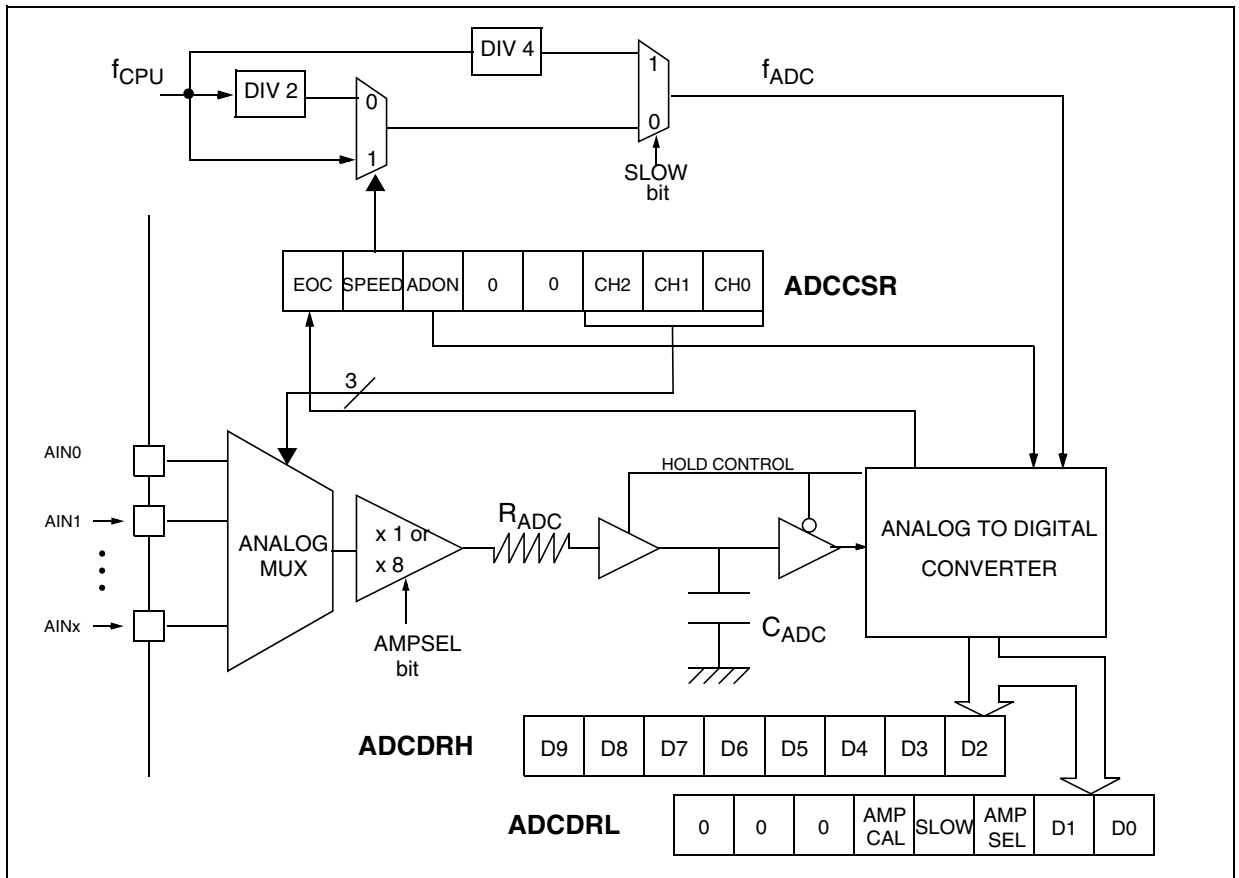 DIV 4
fCPU
DIV 2
0
1
1
0
fADC
SLOW
bit
EOC SPEED ADON 0 0 CH2 CH1 CH0 ADCCSR
3
AIN0
AIN1
AINx
ANALOG
MUX
x 1 or
x 8
AMPSEL
bit
RADC
HOLD CONTROL
CADC
ANALOG TO DIGITAL
CONVERTER
ADCDRH D9 D8 D7 D6 D5 D4 D3 D2
ADCDRL 0 0 0 AMP CAL SLOW AMP SEL D1 D0